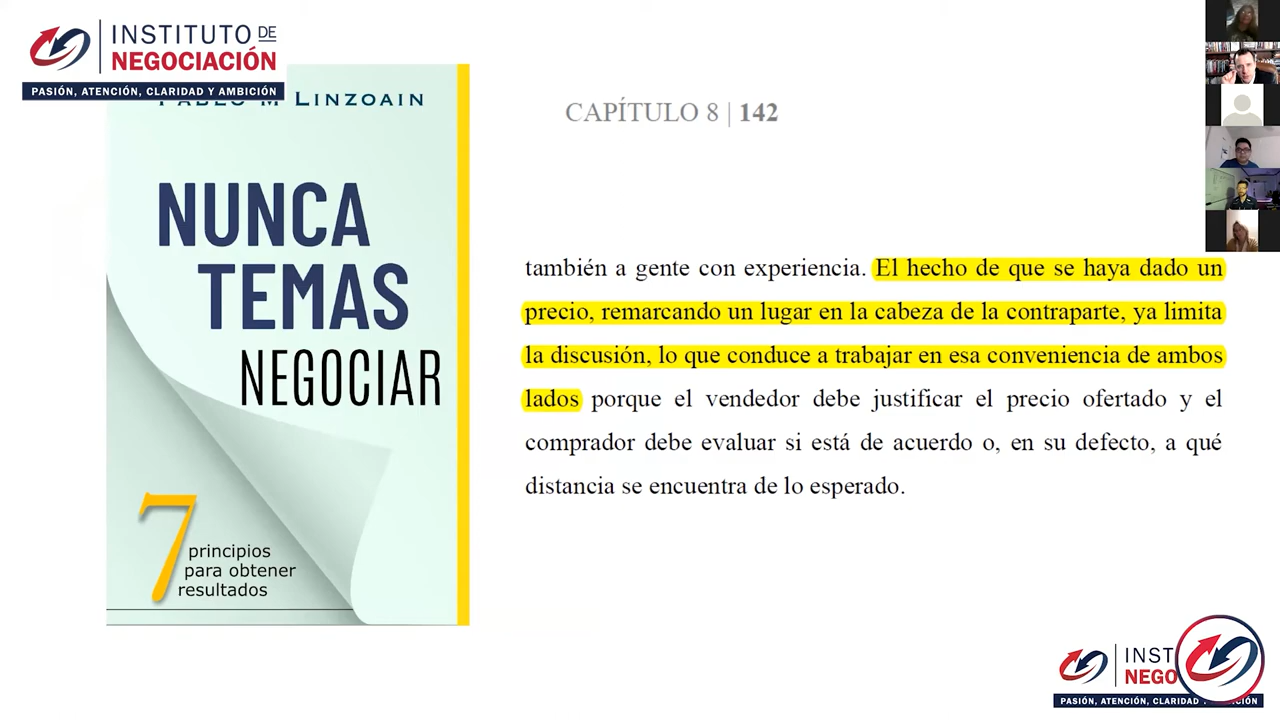 INSTITUTO DE
NEGOCIACIÓN
PASIÓN, ATENCIÓN, CLARIDAD Y AMBICIÓN
LINZOAIN
NUNCA
TEMAS
NEGOCIAR
7
principios
para obtener
resultados
CAPÍTULO 8 | 142
también a gente con experiencia. El hecho de que se haya dado un
precio, remarcando un lugar en la cabeza de la contraparte, ya limita
la discusión, lo que conduce a trabajar en esa conveniencia de ambos
lados porque el vendedor debe justificar el precio ofertado y el
comprador debe evaluar si está de acuerdo o, en su defecto, a qué
distancia se encuentra de lo esperado.
INST
NEGO
PASIÓN, ATENCIÓN, CLARIDAD